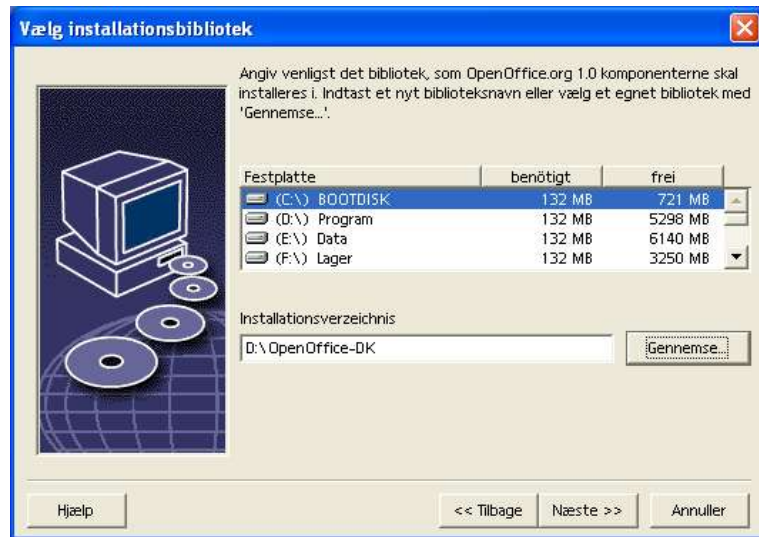 Vælg installationsbibliotek
Angiv venligst det bibliotek, som OpenOffice.org 1.0 komponenterne skal
installeres i. Indtast et nyt biblioteksnavn eller vælg et egnet bibliotek med
'Gennemse...'.
Festplatte benötigt frei
(C:\) BOOTDISK 132 MB 721 MB
(D:\) Program 132 MB 5298 MB
(E:\) Data 132 MB 6140 MB
(F:\) Lager 132 MB 3250 MB
Installationsverzeichnis
D:\OpenOffice-DK Gennemse...
Hjælp << Tilbage Næste >> Annuller